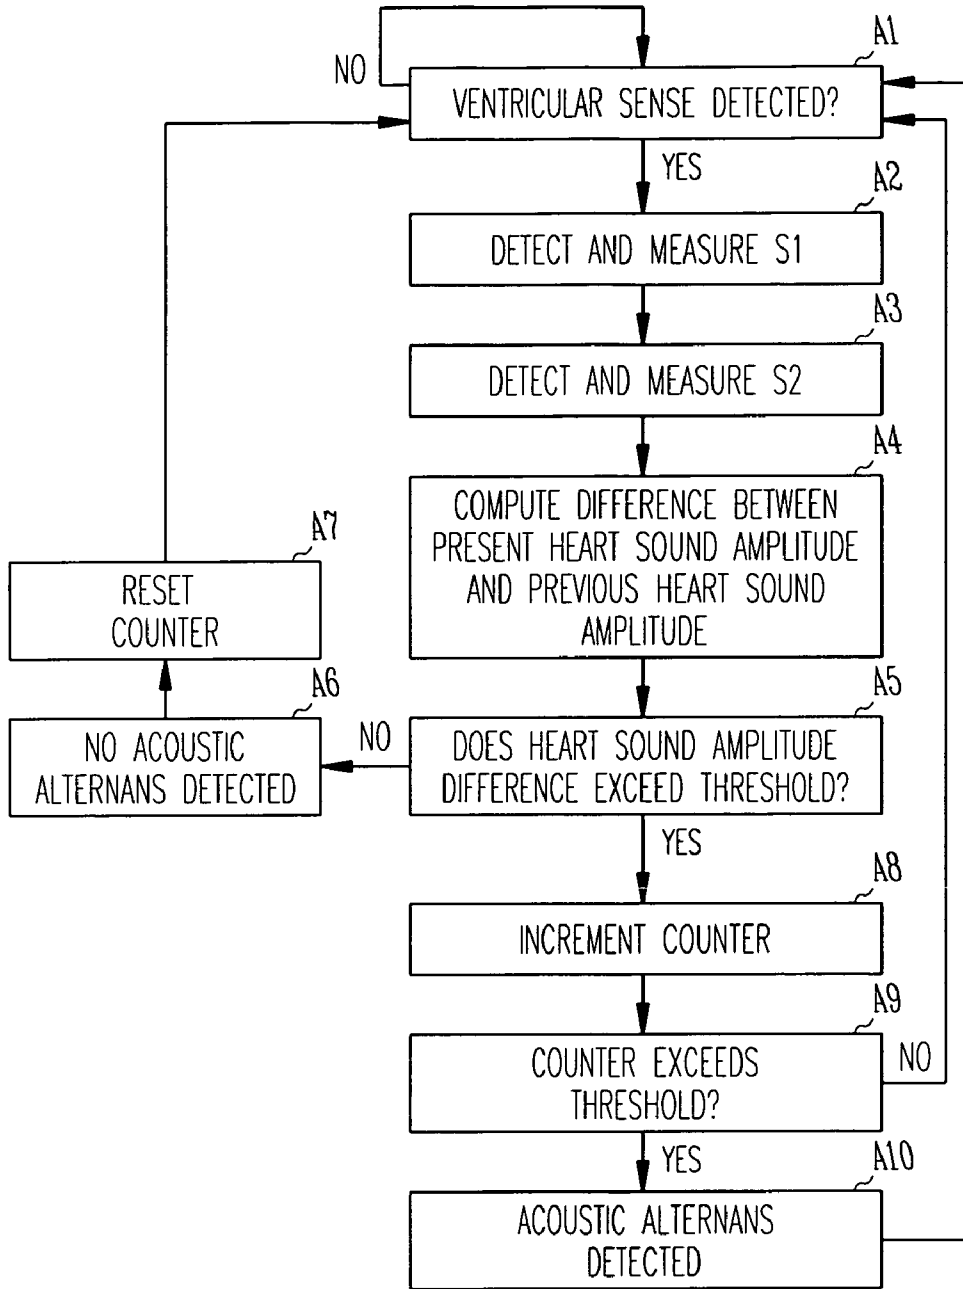 A1
NO
VENTRICULAR SENSE DETECTED?
YES
A2
DETECT AND MEASURE S1
A3
DETECT AND MEASURE S2
A4
COMPUTE DIFFERENCE BETWEEN
PRESENT HEART SOUND AMPLITUDE
AND PREVIOUS HEART SOUND
AMPLITUDE
A7
RESET
COUNTER
A6
NO ACOUSTIC
ALTERNANS DETECTED
NO
A5
DOES HEART SOUND AMPLITUDE
DIFFERENCE EXCEED THRESHOLD?
YES
A8
INCREMENT COUNTER
A9
COUNTER EXCEEDS
THRESHOLD?
NO
YES
A10
ACOUSTIC ALTERNANS
DETECTED